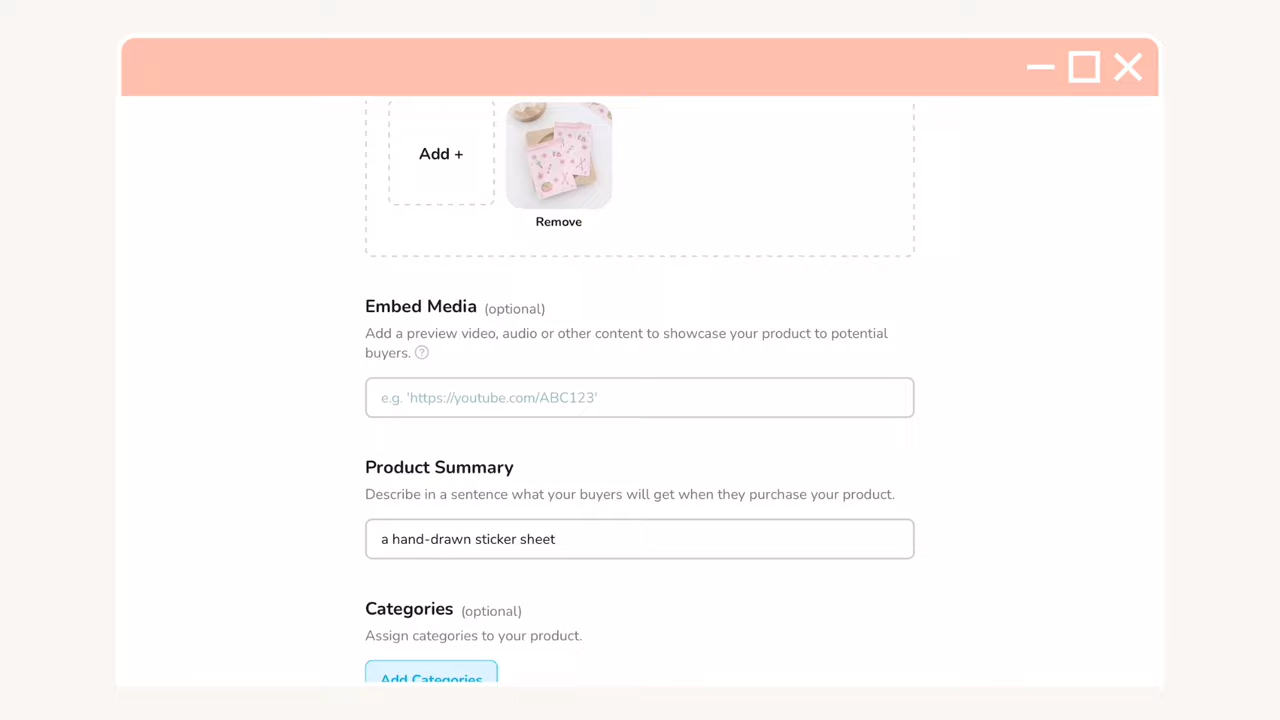 Add +
Remove
Embed Media (optional)
Add a preview video, audio or other content to showcase your product to potential
buyers. ?
e.g. 'https://youtube.com/ABC123'
Product Summary
Describe in a sentence what your buyers will get when they purchase your product.
a hand-drawn sticker sheet
Categories (optional)
Assign categories to your product.
Add Categories